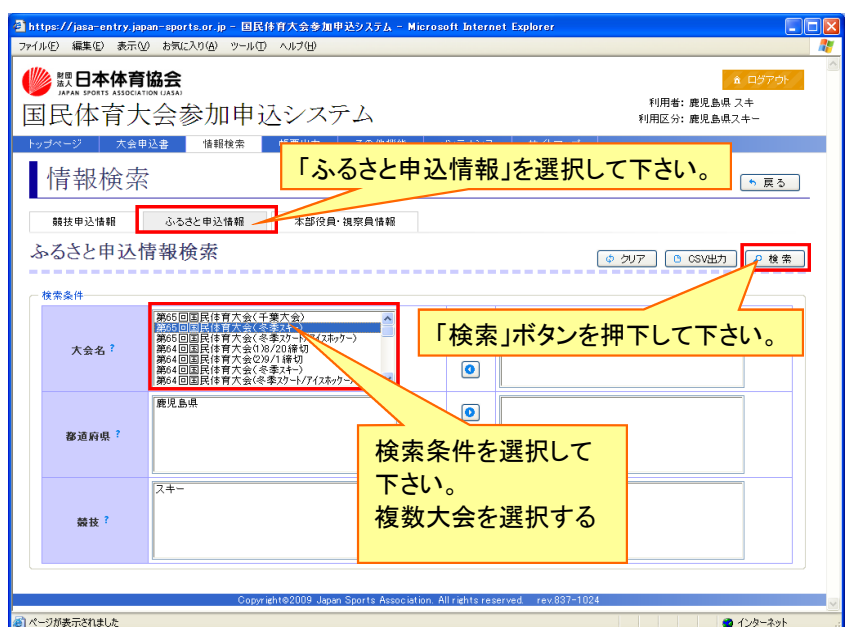 https://jasa-entry.japan-sports.or.jp - 国民体育大会参加申込システム - Microsoft Internet Explorer
ファイル(F) 編集(E) 表示(V) お気に入り(A) ツール(T) ヘルプ(H)
財団法人 日本体育協会
JAPAN SPORTS ASSOCIATION (JASA)
ログアウト
国民体育大会参加申込システム
利用者: 鹿児島県 スキ
利用区分: 鹿児島県スキー
トップページ 大会申込書 情報検索
「ふるさと申込情報」を選択して下さい。
情報検索
戻る
競技申込情報 ふるさと申込情報 本部役員・視察員情報
ふるさと申込情報検索
クリア CSV出力 検索
検索条件
「検索」ボタンを押下して下さい。
大会名 ?
第65回国民体育大会(千葉大会)
第65回国民体育大会(冬季スキー)
第65回国民体育大会(冬季スケート/アイスホッケー)
第64回国民体育大会(1)8/20締切
第64回国民体育大会(2)9/1締切
第64回国民体育大会(冬季スキー)
第64回国民体育大会(冬季スケート/アイスホッケー)
都道府県 ?
鹿児島県
検索条件を選択して
下さい。
複数大会を選択する
競技 ?
スキー
Copyright©2009 Japan Sports Association. All rights reserved. rev.837-1024
ページが表示されました
インターネット